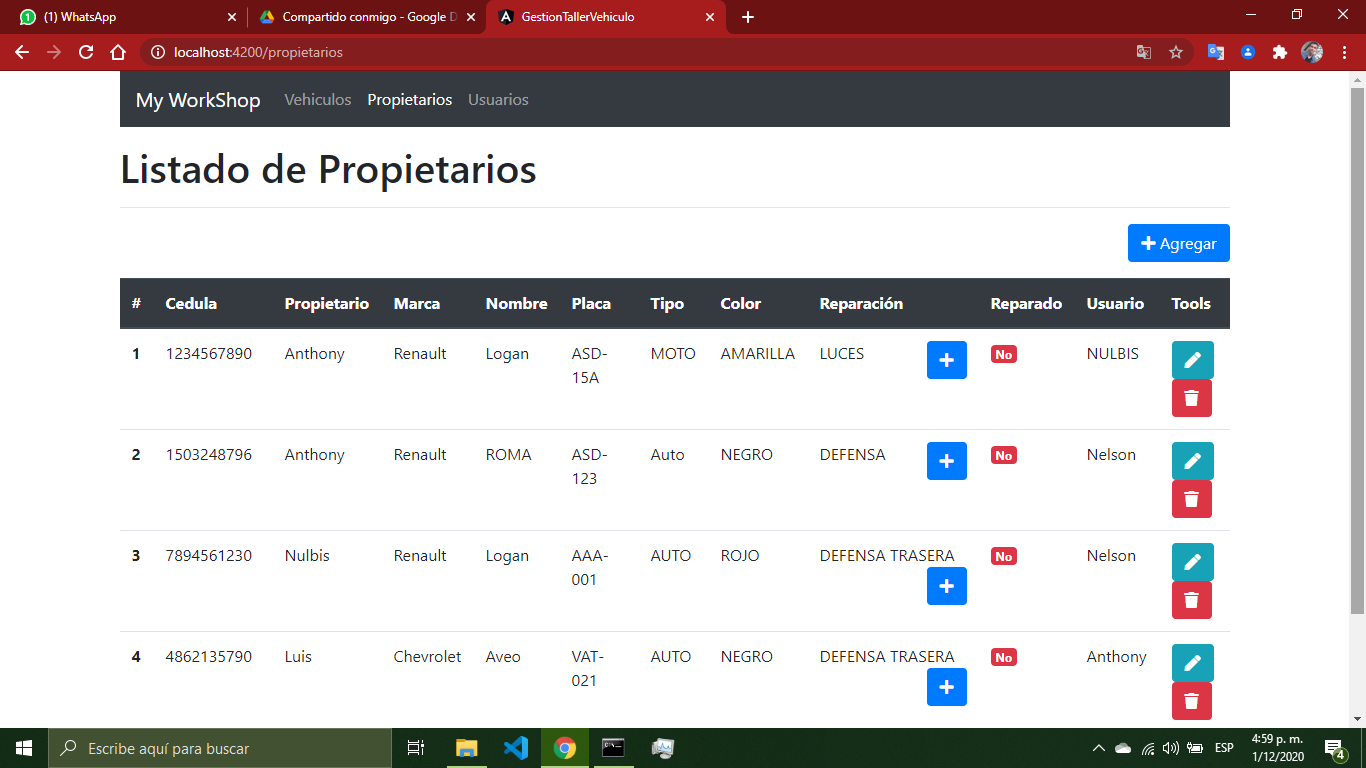 (1) WhatsApp
Compartido conmigo - Google D
GestionTallerVehiculo
localhost:4200/propietarios
My WorkShop Vehiculos Propietarios Usuarios
Listado de Propietarios
Agregar
# Cedula Propietario Marca Nombre Placa Tipo Color Reparación Reparado Usuario Tools
1 1234567890 Anthony Renault Logan ASD- MOTO AMARILLA LUCES No NULBIS
15A
2 1503248796 Anthony Renault ROMA ASD- Auto NEGRO DEFENSA No Nelson
123
3 7894561230 Nulbis Renault Logan AAA- AUTO ROJO DEFENSA TRASERA No Nelson
001
4 4862135790 Luis Chevrolet Aveo VAT- AUTO NEGRO DEFENSA TRASERA No Anthony
021
Escribe aquí para buscar
ESP
4:59 p. m.
1/12/2020
4